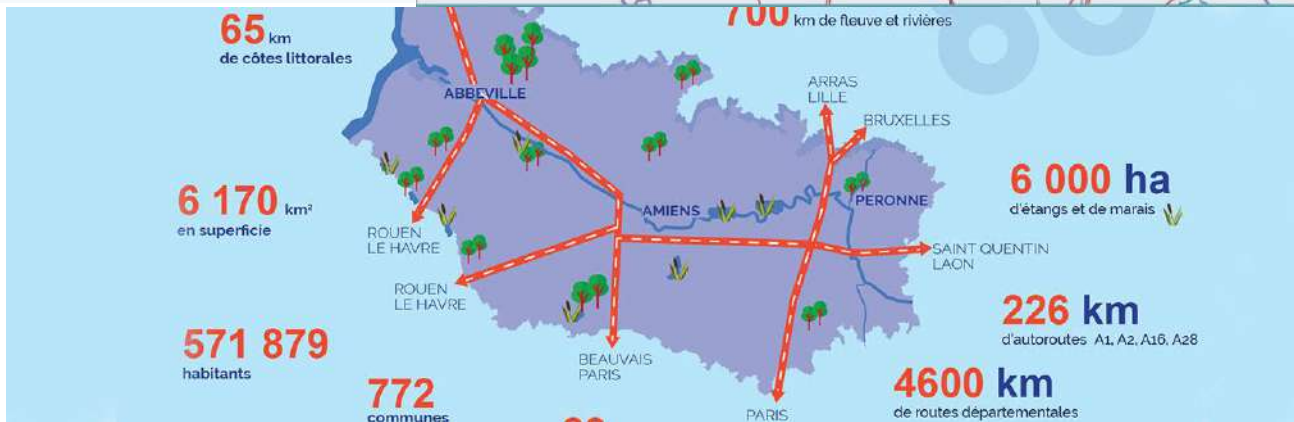 65 km
de côtes littorales
700 km de fleuve et rivières
ABBEVILLE
ARRAS
LILLE
BRUXELLES
6 170 km²
en superficie
ROUEN
LE HAVRE
AMIENS
PERONNE
6 000 ha
d'étangs et de marais
SAINT QUENTIN
LAON
ROUEN
LE HAVRE
226 km
d'autoroutes A1, A2, A16, A28
571 879
habitants
BEAUVAIS
PARIS
772
communes
4600 km
de routes départementales
PARIS